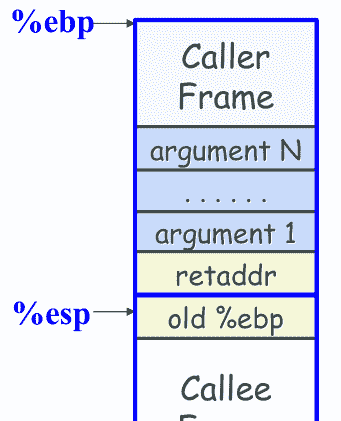 %ebp
Caller
Frame
argument N
. . . . . .
argument 1
retaddr
%esp
old %ebp
Callee